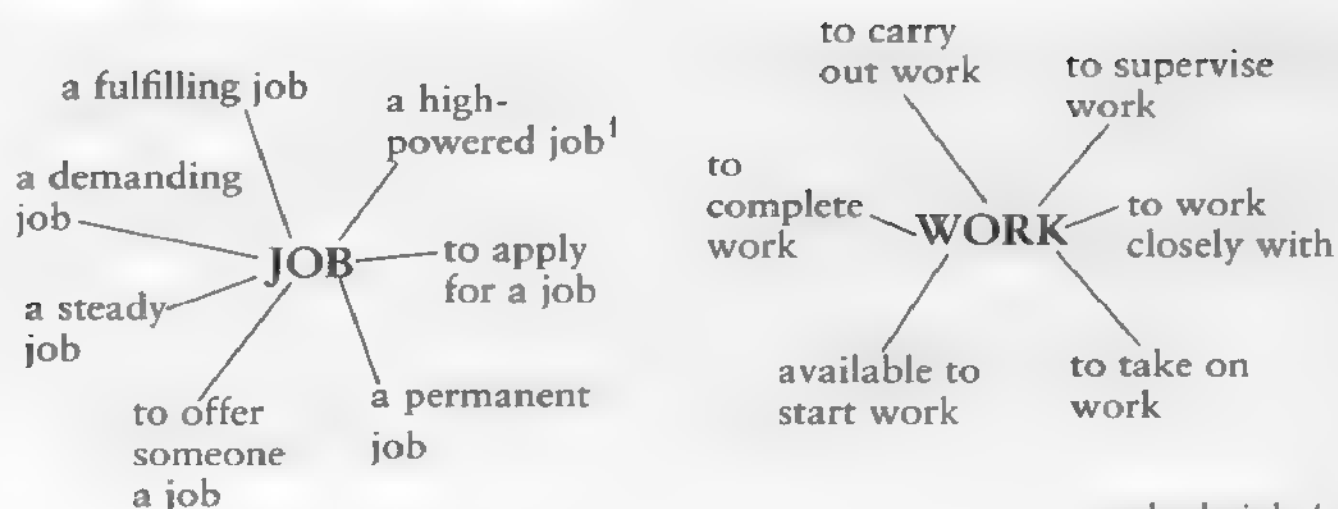 a fulfilling job
a high-
powered job¹
a demanding
job
JOB
to apply
for a job
a steady
job
to offer
someone
a job
a permanent
job
to carry
out work
to supervise
work
to
complete
work
WORK
to work
closely with
available to
start work
to take on
work